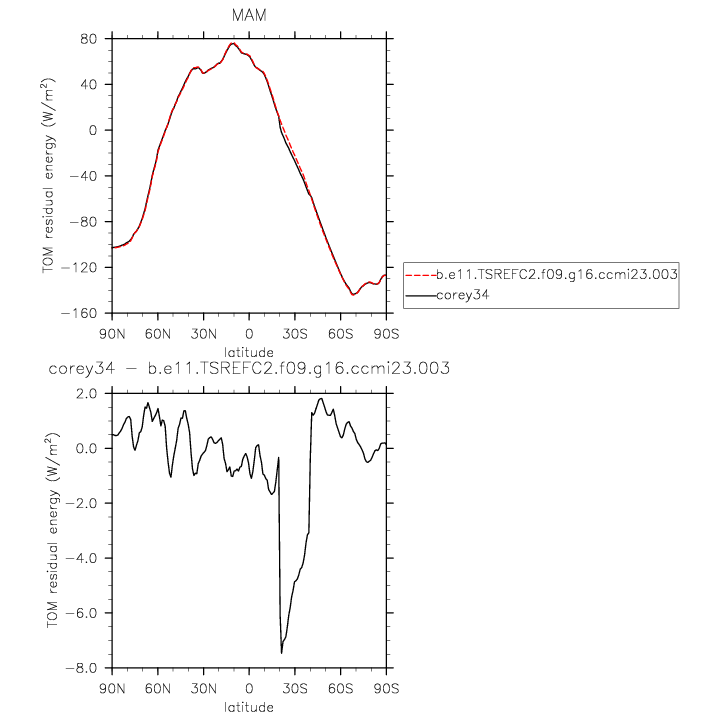 MAM
80
40
0
−40
−80
−120
−160
TOM residual energy (W/m²)
90N 60N 30N 0 30S 60S 90S
latitude
b.e11.TSREFC2.f09.g16.ccmi23.003
corey34
corey34 − b.e11.TSREFC2.f09.g16.ccmi23.003
2.0
0.0
−2.0
−4.0
−6.0
−8.0
TOM residual energy (W/m²)
90N 60N 30N 0 30S 60S 90S
latitude